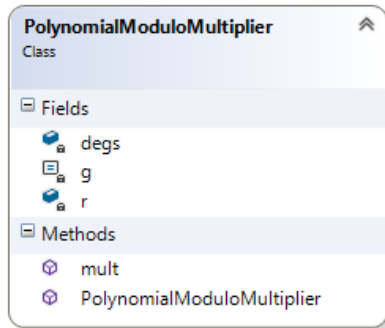 PolynomialModuloMultiplier
Class
Fields
degs
g
r
Methods
mult
PolynomialModuloMultiplier